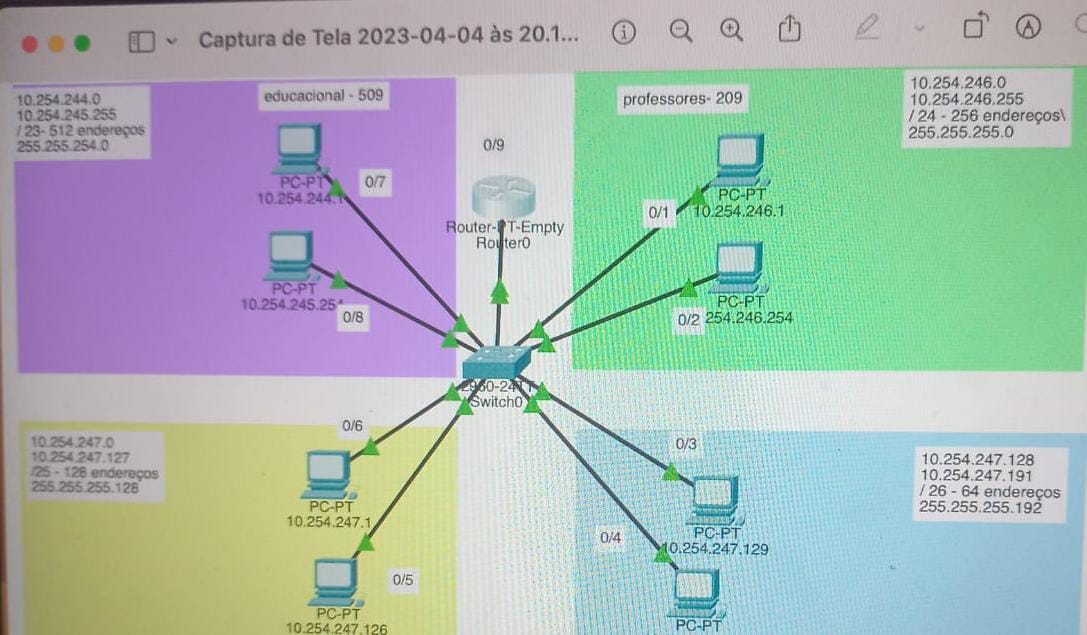 Captura de Tela 2023-04-04 às 20.1...
10.254.244.0
10.254.245.255
/ 23- 512 endereços
255.255.254.0
educacional - 509
PC-PT
10.254.244.1
0/7
PC-PT
10.254.245.254
0/8
0/9
Router-PT-Empty
Router0
professores- 209
10.254.246.0
10.254.246.255
/ 24 - 256 endereços\
255.255.255.0
PC-PT
10.254.246.1
0/1
PC-PT
254.246.254
0/2
2960-24TT
Switch0
10.254.247.0
10.254.247.127
/25 - 128 endereços
255.255.255.128
0/6
PC-PT
10.254.247.1
0/5
PC-PT
10.254.247.126
0/3
PC-PT
10.254.247.129
0/4
PC-PT
10.254.247.128
10.254.247.191
/ 26 - 64 endereços
255.255.255.192